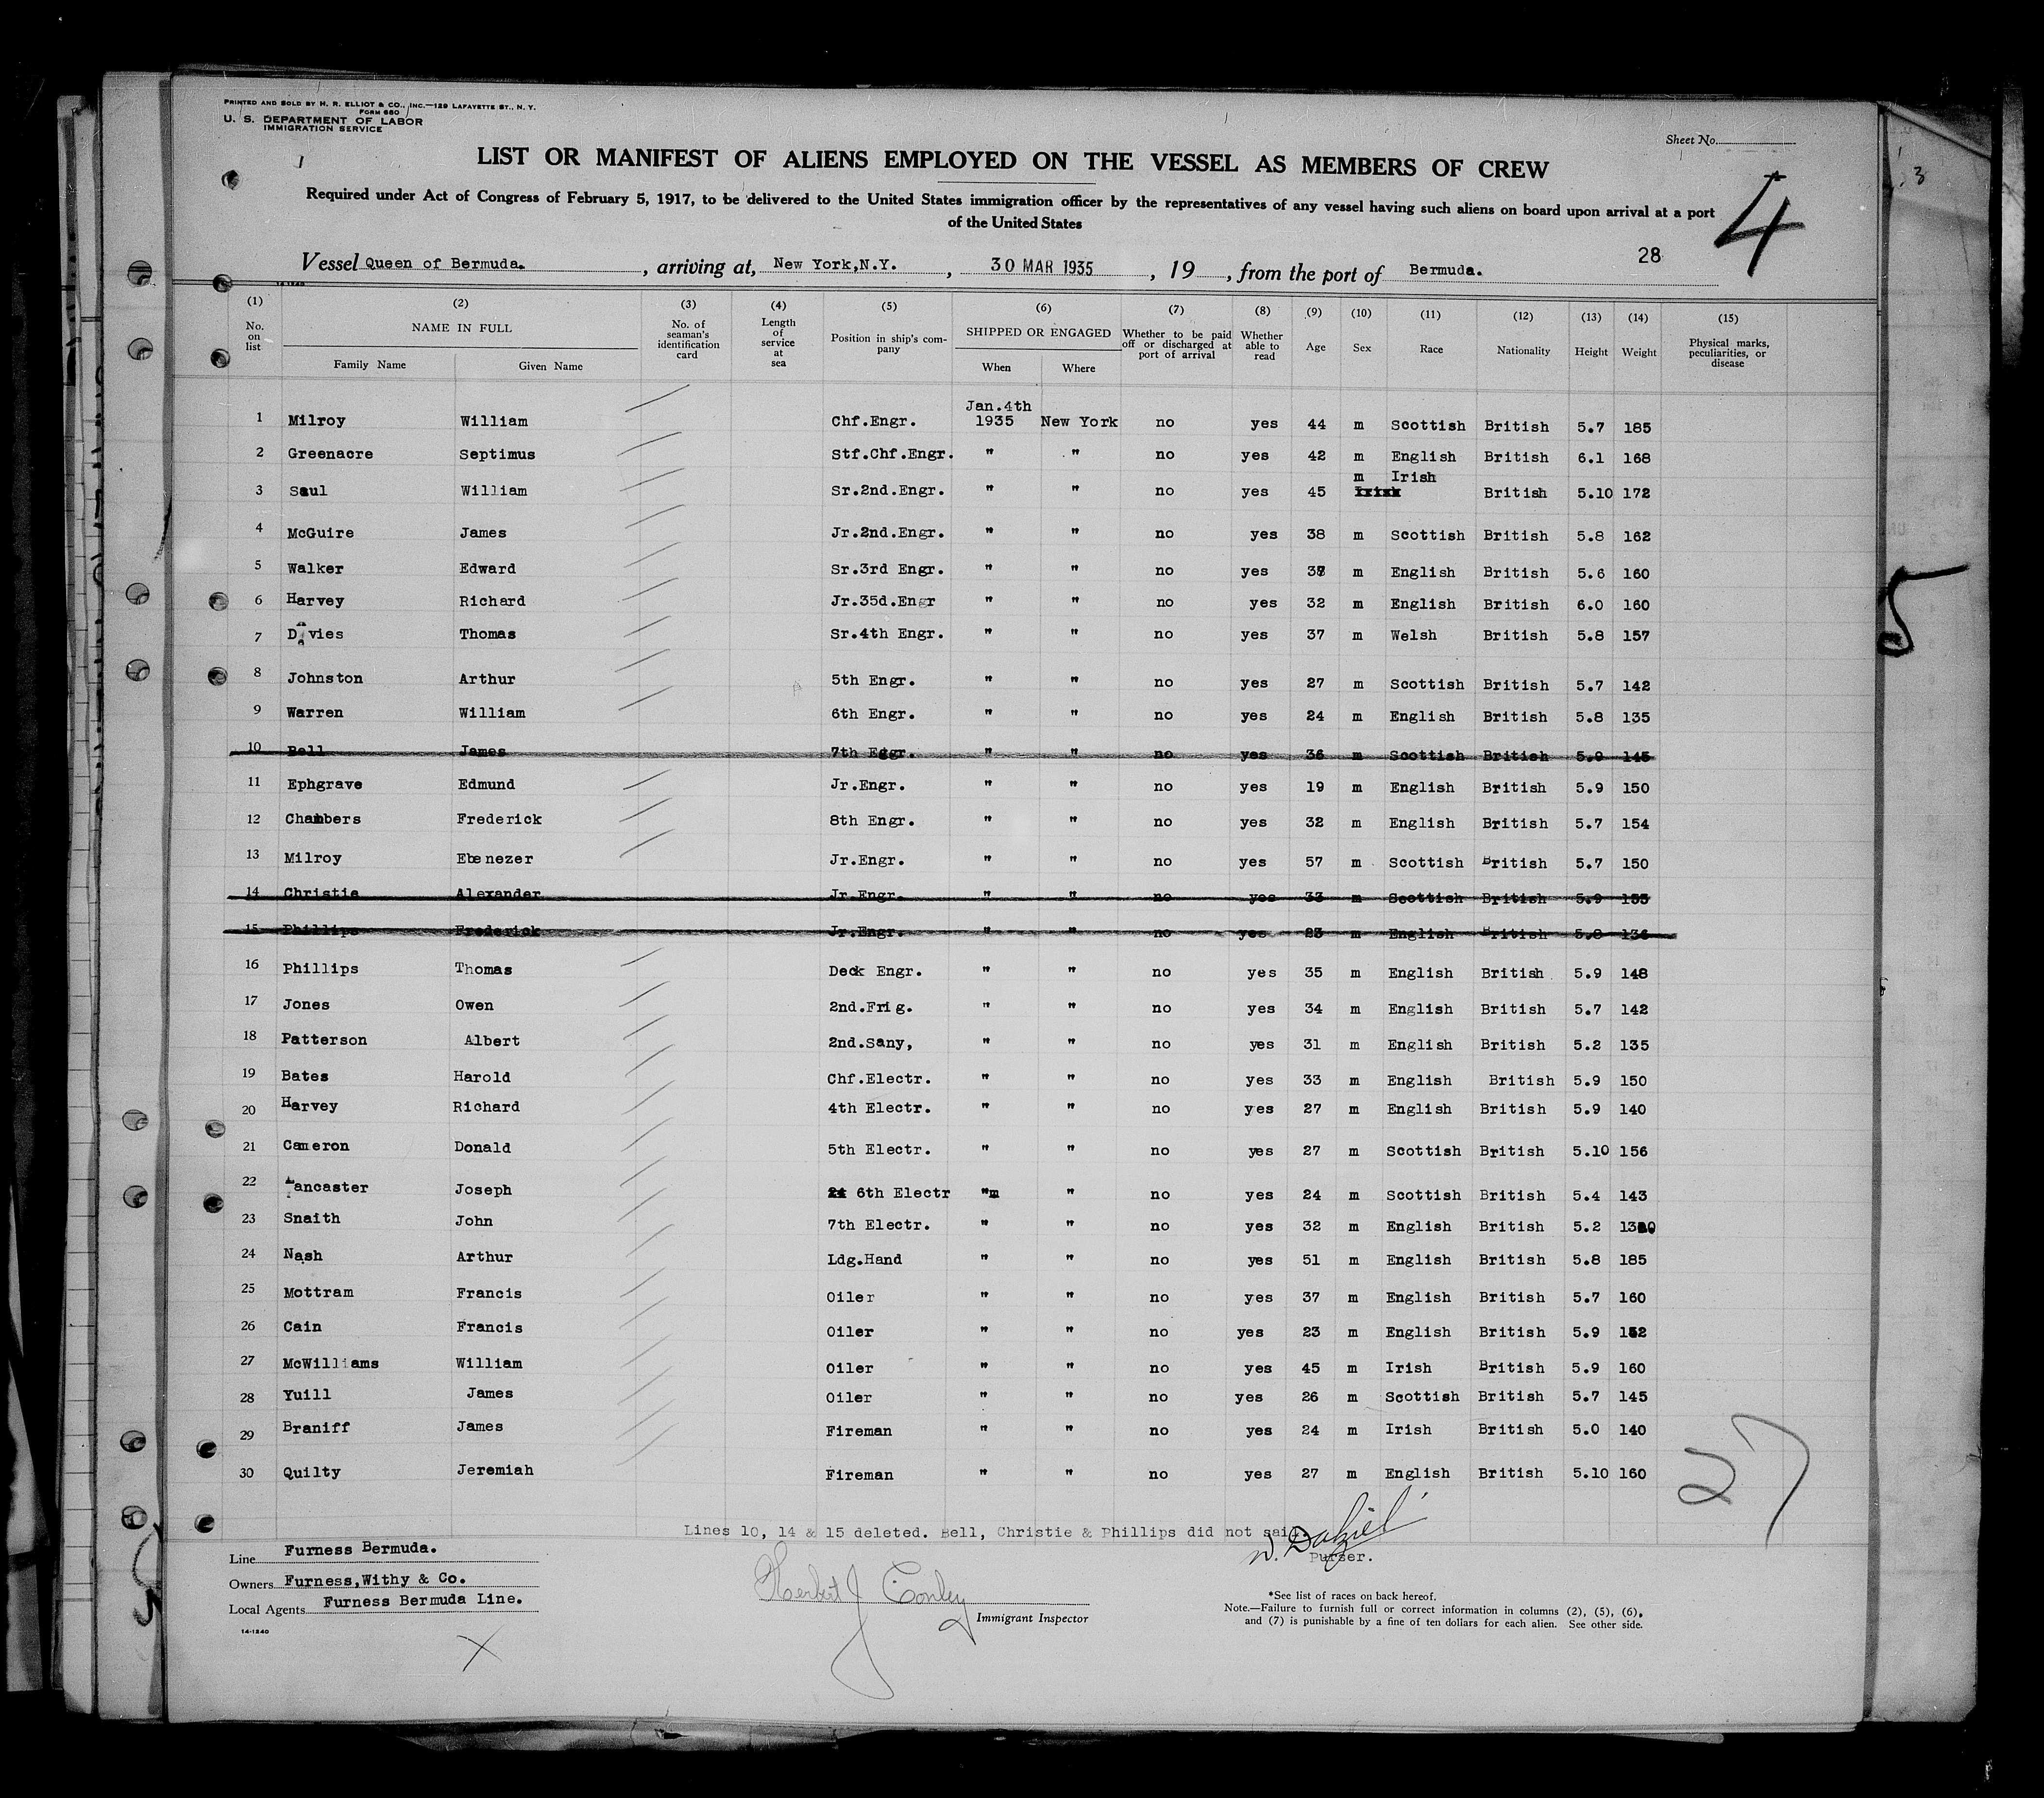 PRINTED AND SOLD BY H. R. ELLIOT & CO., INC.—129 LAFAYETTE ST., N. Y.
FORM 680
U. S. DEPARTMENT OF LABOR
IMMIGRATION SERVICE
Sheet No.
LIST OR MANIFEST OF ALIENS EMPLOYED ON THE VESSEL AS MEMBERS OF CREW
Required under Act of Congress of February 5, 1917, to be delivered to the United States immigration officer by the representatives of any vessel having such aliens on board upon arrival at a port
of the United States
4
28
Vessel Queen of Bermuda. , arriving at, New York,N.Y. , 30 MAR 1935 , 19 , from the port of Bermuda.
(1) (2) (3) (4) (5) (6) (7) (8) (9) (10) (11) (12) (13) (14) (15)
No. on list NAME IN FULL Family Name Given Name No. of seaman's identification card Length of service at sea Position in ship's company SHIPPED OR ENGAGED When Where Whether to be paid off or discharged at port of arrival Whether able to read Age Sex Race Nationality Height Weight Physical marks, peculiarities, or disease
Jan.4th
1 Milroy William Chf.Engr. 1935 New York no yes 44 m Scottish British 5.7 185
2 Greenacre Septimus Stf.Chf.Engr. " " no yes 42 m English British 6.1 168
m Irish
3 Saul William Sr.2nd.Engr. " " no yes 45 Irish British 5.10 172
4 McGuire James Jr.2nd.Engr. " " no yes 38 m Scottish British 5.8 162
5 Walker Edward Sr.3rd Engr. " " no yes m English British 5.6 160
6 Harvey Richard Jr.35d.Engr " " no yes 32 m English British 6.0 160
7 Davies Thomas Sr.4th Engr. " " no yes 37 m Welsh British 5.8 157
8 Johnston Arthur 5th Engr. " " no yes 27 m Scottish British 5.7 142
9 Warren William 6th Engr. " " no yes 24 m English British 5.8 135
10 Bell James 7th Eggr. " " no yes 36 m Scottish British 5.9 145
11 Ephgrave Edmund Jr.Engr. " " no yes 19 m English British 5.9 150
12 Chambers Frederick 8th Engr. " " no yes 32 m English British 5.7 154
13 Milroy Ebenezer Jr.Engr. " " no yes 57 m Scottish British 5.7 150
14 Christie Alexander Jr.Engr. " " no yes 33 m Scottish British 5.9 155
15 Phillips Frederick Jr.Engr. " " no yes 23 m English British 5.8 136
16 Phillips Thomas Deck Engr. " " no yes 35 m English British 5.9 148
17 Jones Owen 2nd.Frig. " " no yes 34 m English British 5.7 142
18 Patterson Albert 2nd.Sany, " " no yes 31 m English British 5.2 135
19 Bates Harold Chf.Electr. " " no yes 33 m English British 5.9 150
20 Harvey Richard 4th Electr. " " no yes 27 m English British 5.9 140
21 Cameron Donald 5th Electr. " " no yes 27 m Scottish British 5.10 156
22 Lancaster Joseph 6th Electr "m " no yes 24 m Scottish British 5.4 143
23 Snaith John 7th Electr. " " no yes 32 m English British 5.2
24 Nash Arthur Ldg.Hand " " no yes 51 m English British 5.8 185
25 Mottram Francis Oiler " " no yes 37 m English British 5.7 160
26 Cain Francis Oiler " " no yes 23 m English British 5.9
27 McWilliams William Oiler " " no yes 45 m Irish British 5.9 160
28 Yuill James Oiler " " no yes 26 m Scottish British 5.7 145
29 Braniff James Fireman " " no yes 24 m Irish British 5.0 140
30 Quilty Jeremiah Fireman " " no yes 27 m English British 5.10 160
27
Lines 10, 14 & 15 deleted. Bell, Christie & Phillips did not sail.
W. Dalziel
Purser.
Line Furness Bermuda.
Owners Furness,Withy & Co.
Local Agents Furness Bermuda Line.
14-1240
Herbert J Conley
Immigrant Inspector
*See list of races on back hereof.
Note.—Failure to furnish full or correct information in columns (2), (5), (6), and (7) is punishable by a fine of ten dollars for each alien. See other side.
5
3